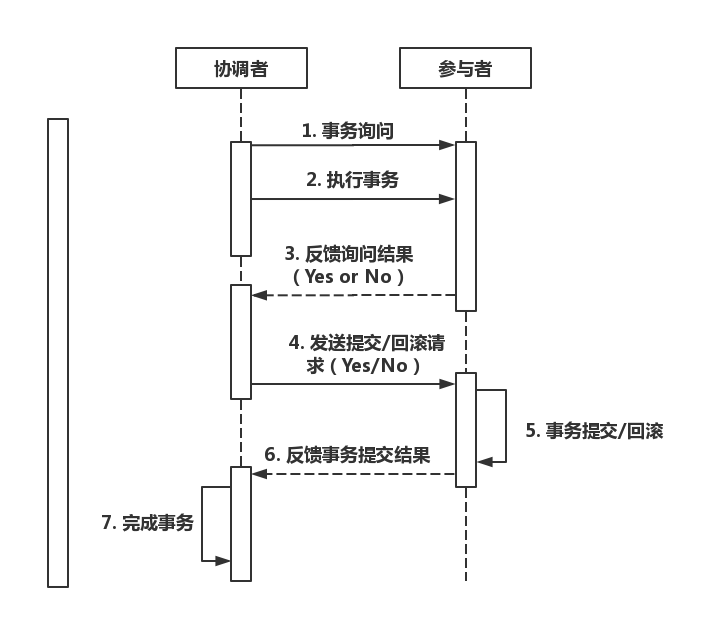 协调者
参与者
1. 事务询问
2. 执行事务
3. 反馈询问结果
（Yes or No）
4. 发送提交/回滚请
求（Yes/No）
5. 事务提交/回滚
6. 反馈事务提交结果
7. 完成事务